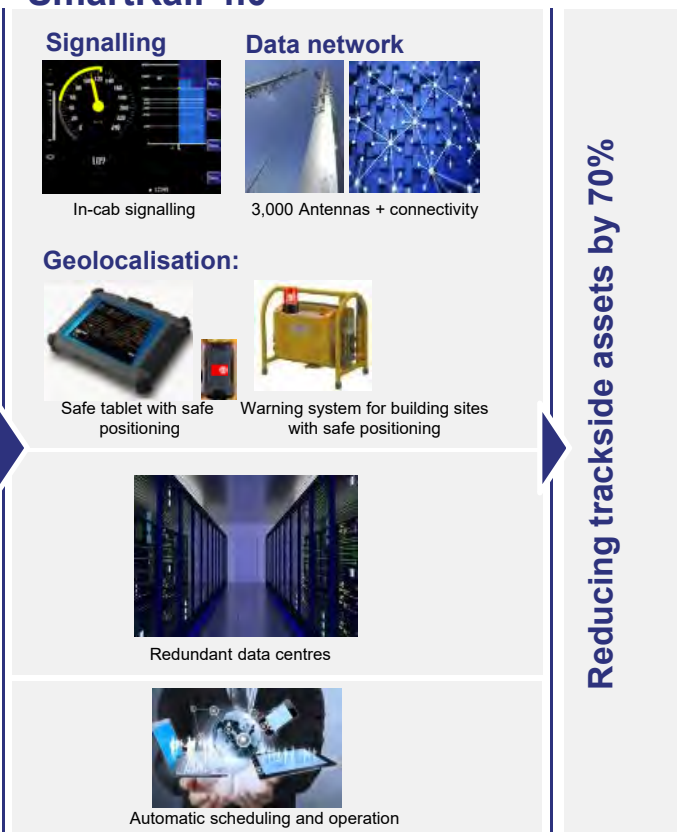 Signalling
Data network
In-cab signalling
3,000 Antennas + connectivity
Geolocalisation:
Safe tablet with safe
positioning
Warning system for building sites
with safe positioning
Redundant data centres
Automatic scheduling and operation
Reducing trackside assets by 70%